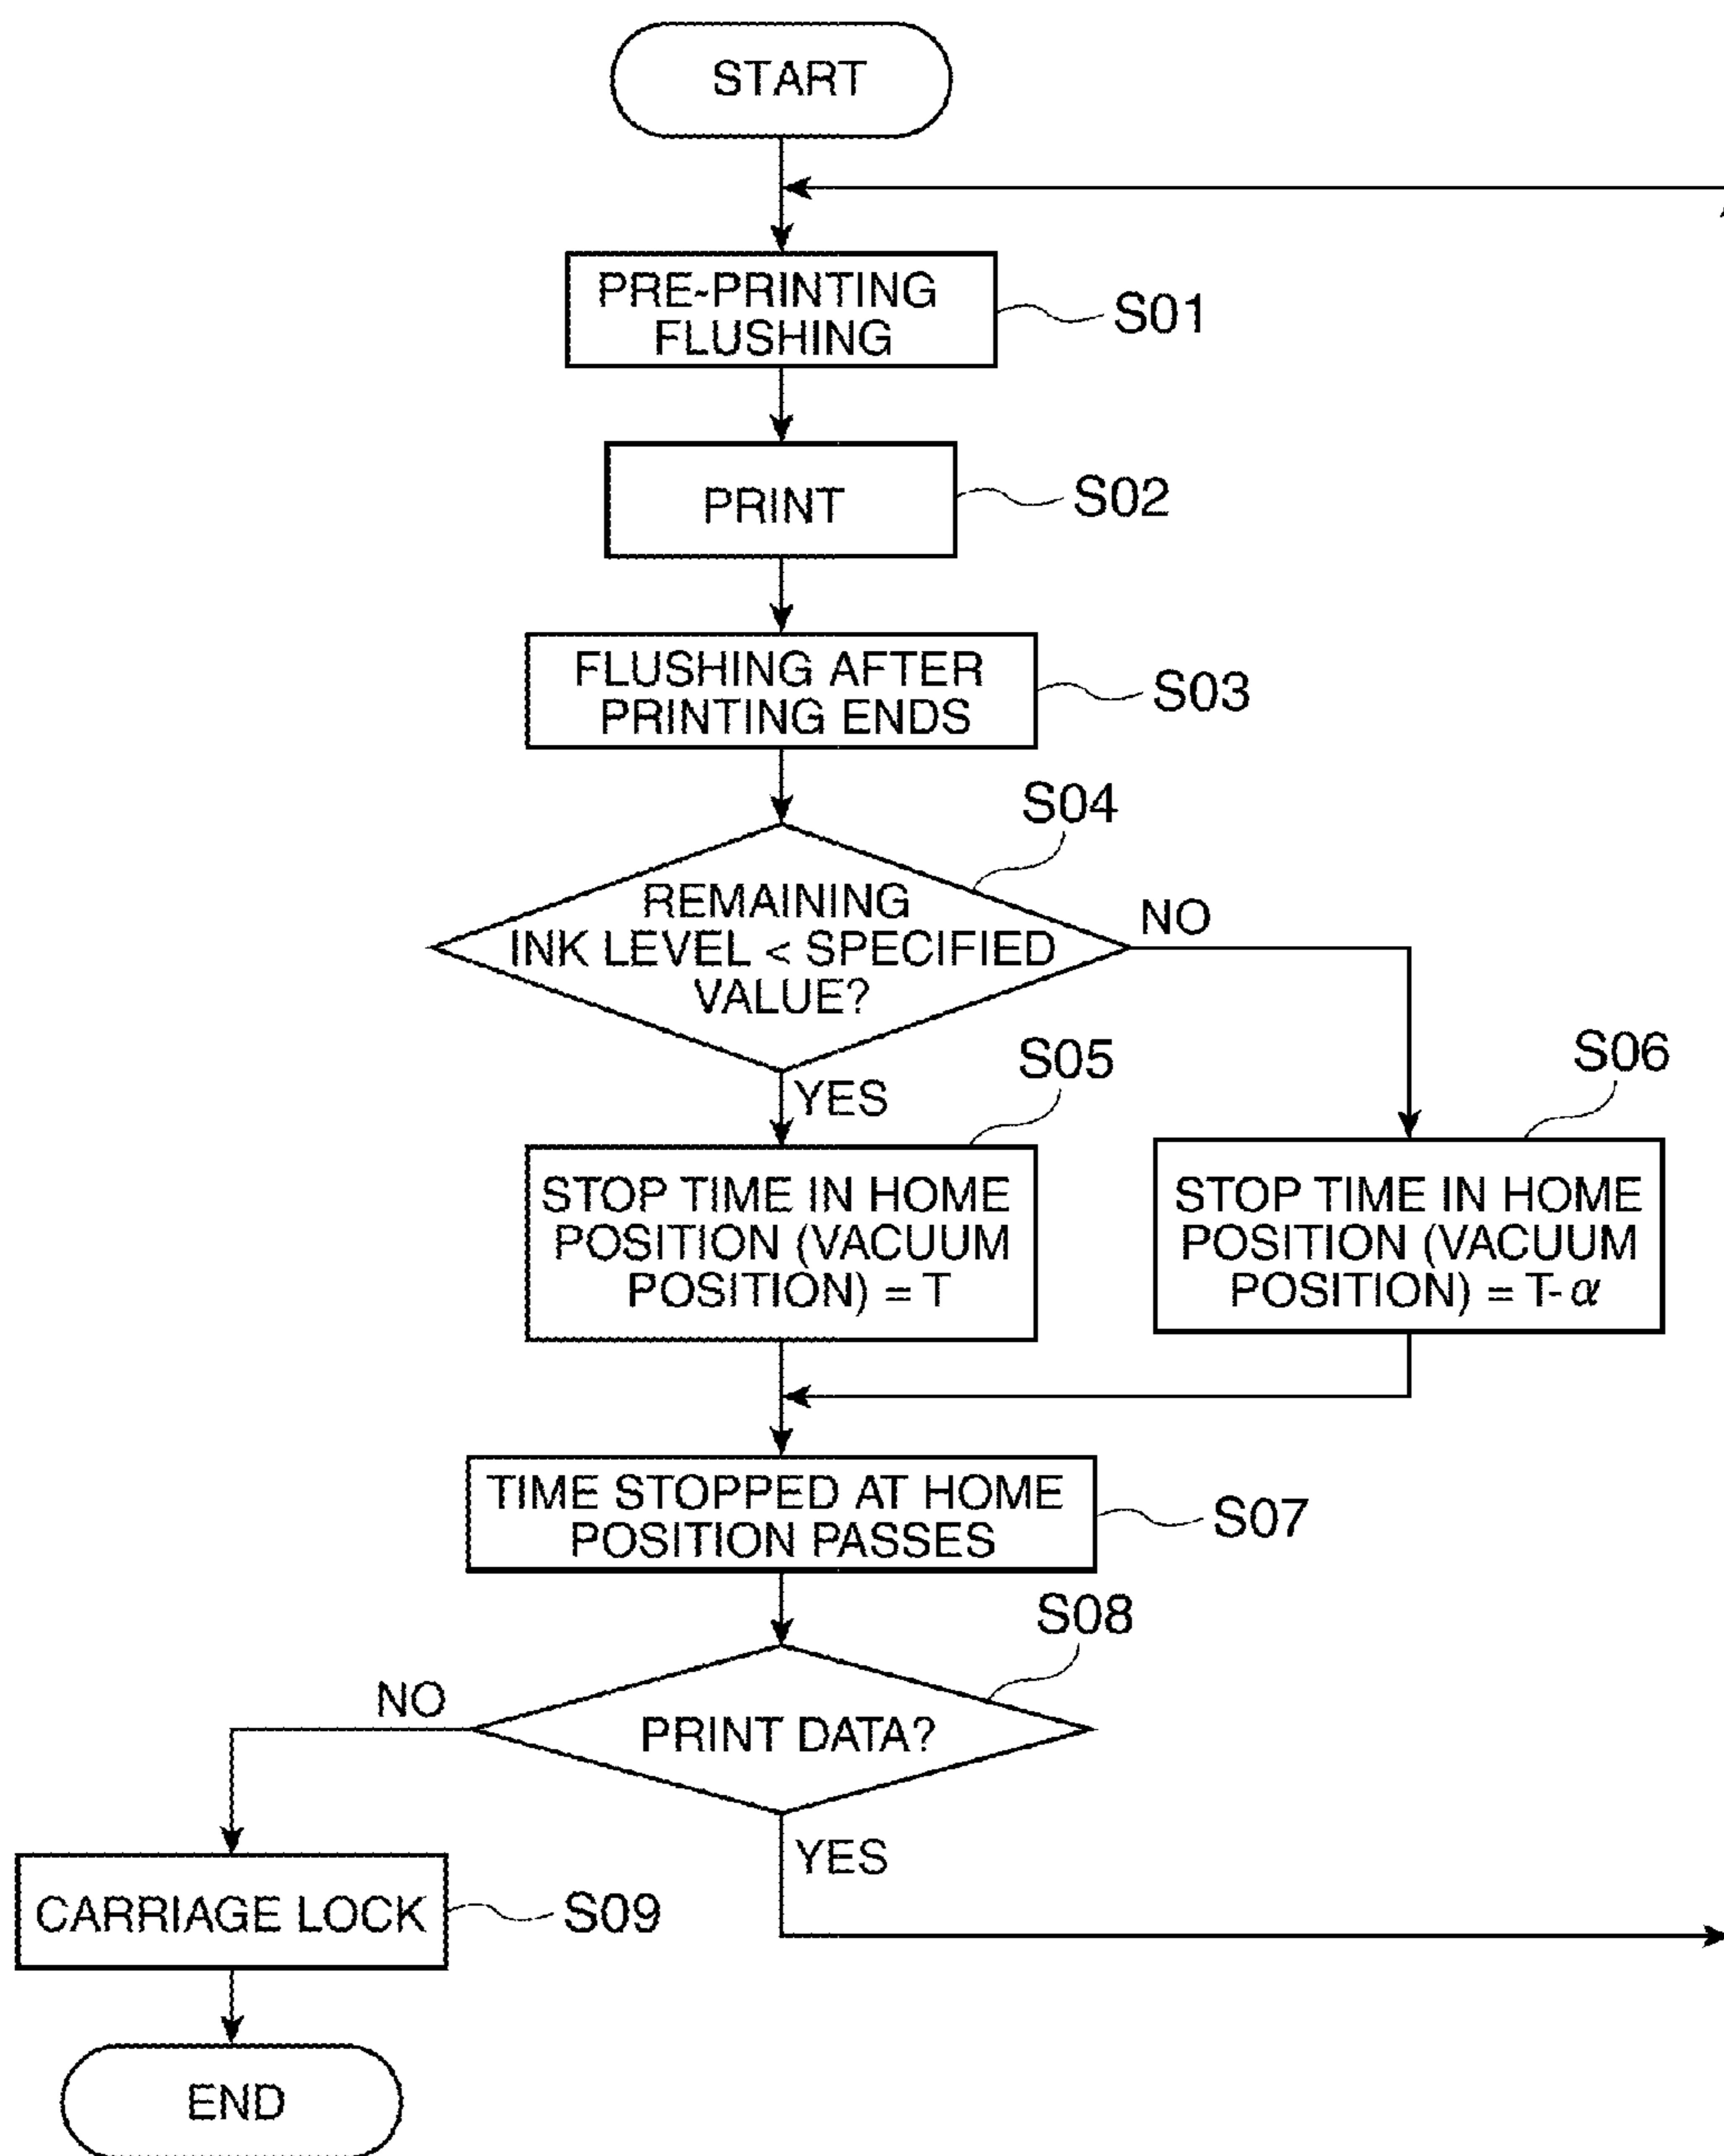 START
PRE-PRINTING
FLUSHING
S01
PRINT
S02
FLUSHING AFTER
PRINTING ENDS
S03
S04
REMAINING
INK LEVEL < SPECIFIED
VALUE?
NO
YES
S05
S06
STOP TIME IN HOME
POSITION (VACUUM
POSITION) = T
STOP TIME IN HOME
POSITION (VACUUM
POSITION) = T-α
TIME STOPPED AT HOME
POSITION PASSES
S07
S08
NO
PRINT DATA?
YES
CARRIAGE LOCK
S09
END